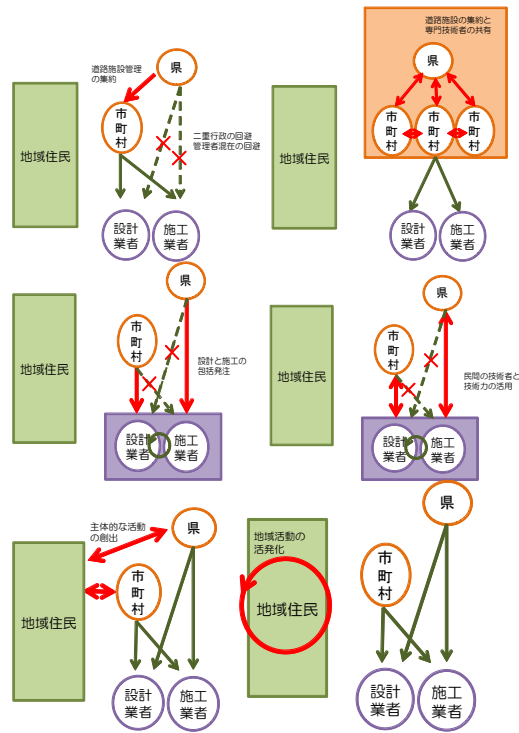 道路施設管理
の集約
県
市
町
村
二重行政の回避
管理者混在の回避
地域住民
設計
業者
施工
業者
道路施設の集約と
専門技術者の共有
県
市
町
村
市
町
村
市
町
村
地域住民
設計
業者
施工
業者
県
市
町
村
設計と施工の
包括発注
地域住民
設計
業者
施工
業者
県
市
町
村
民間の技術者と
技術力の活用
地域住民
設計
業者
施工
業者
主体的な活動
の創出
県
市
町
村
地域住民
設計
業者
施工
業者
地域活動の
活発化
県
市
町
村
地域住民
設計
業者
施工
業者